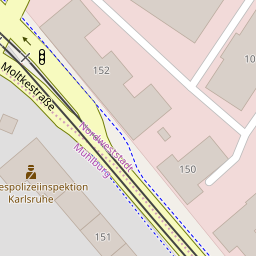 152
10
Moltkestraße
Nordweststadt
Mühlburg
150
espolizeiinspektion
Karlsruhe
151